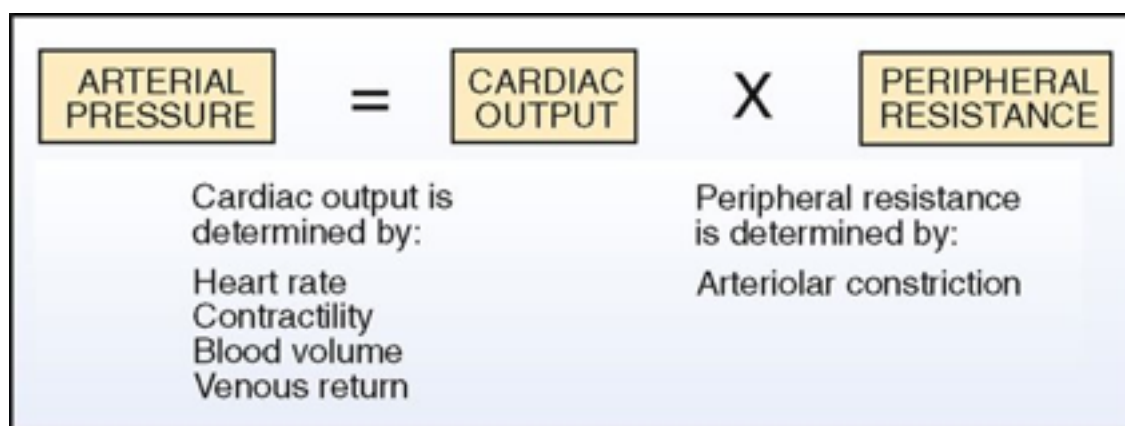 ARTERIAL
PRESSURE
=
CARDIAC
OUTPUT
X
PERIPHERAL
RESISTANCE
Cardiac output is
determined by:
Heart rate
Contractility
Blood volume
Venous return
Peripheral resistance
is determined by:
Arteriolar constriction